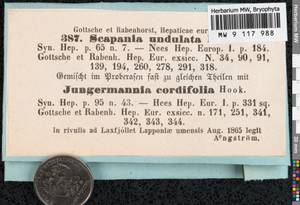 Gottsche et Rabenhorst, Hepaticae eur
387. Scapania undulata
Syn. Hep. p. 65 n. 7. — Nees Hep. Europ. I. p. 184.
Gottsche et Rabenh. Hep. Eur. exsicc. N. 34, 90, 91,
139, 194, 260, 278, 291, 318.
Gemischt im Proberasen fast zu gleichen Theilen mit
Jungermannia cordifolia Hook.
Syn. Hep. p. 95 n. 43. — Nees Hep. Eur. I. p. 331 sq.
Gottsche et Rabenh. Hep. Eur. exsicc. n. 171, 251, 341,
342, 343, 344.
In rivulis ad Laxfjöllet Lapponiae umensis Aug. 1865 legit
Ångström.
Herbarium MW, Bryophyta
MW 9 117 988